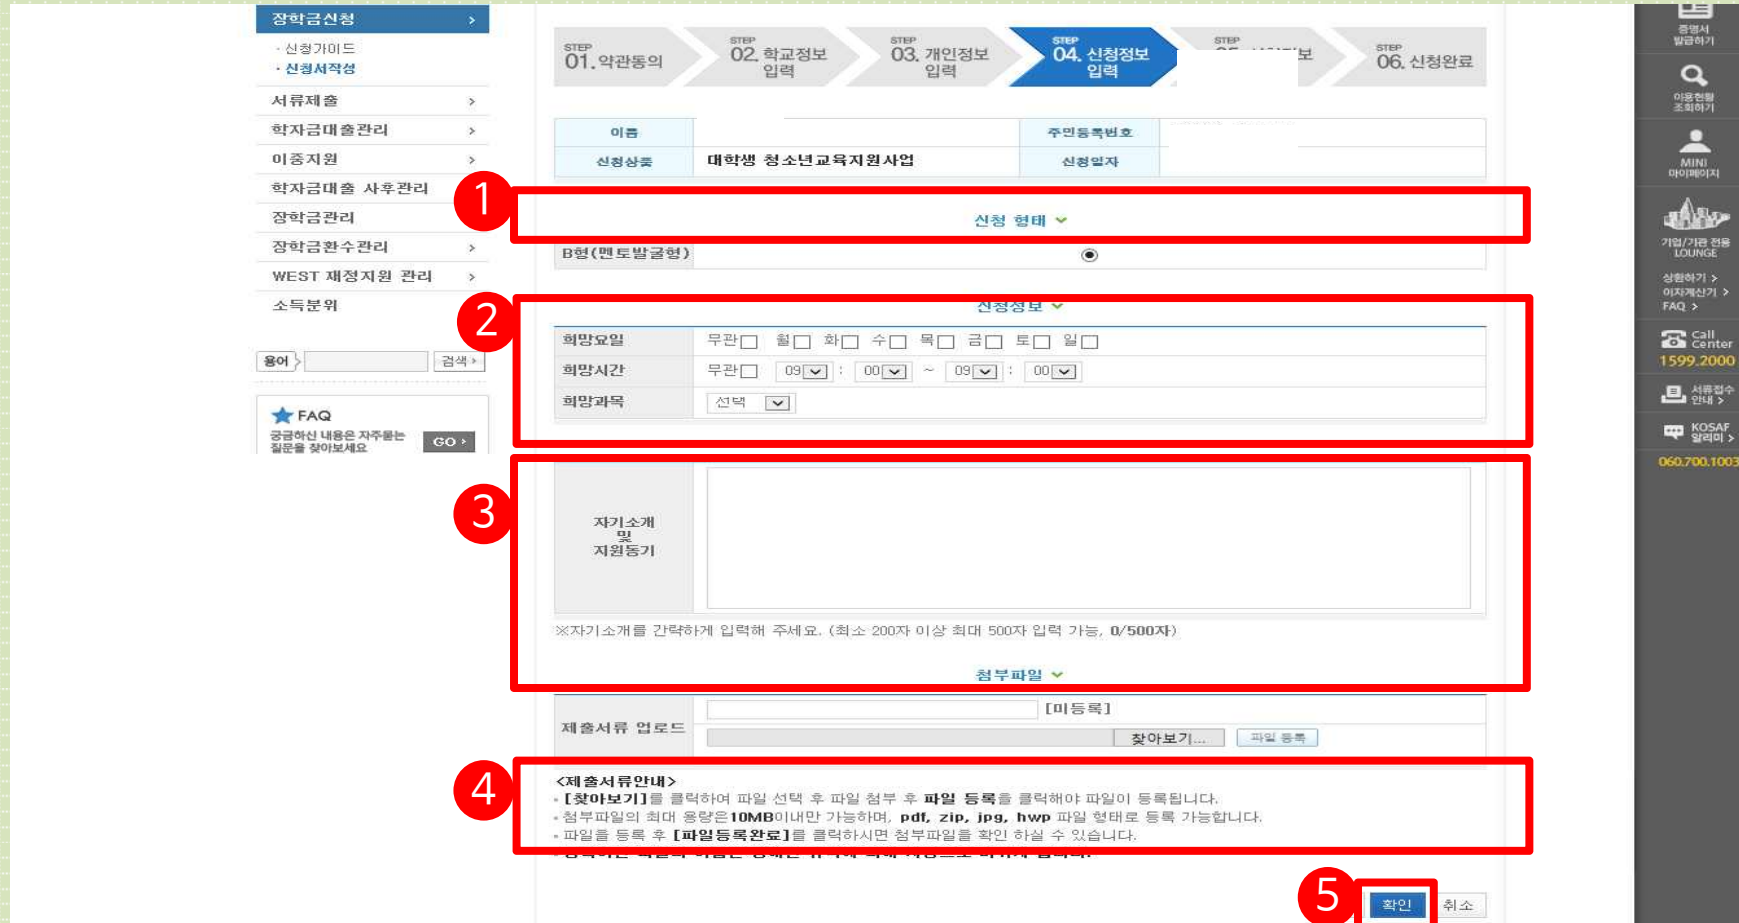 장학금신청 >
· 신청가이드
· 신청서작성
서류제출 >
학자금대출관리 >
이중지원 >
학자금대출 사후관리
장학금관리
장학금환수관리 >
WEST 재정지원 관리 >
소득분위
용어
검색
FAQ
궁금하신 내용은 자주묻는
질문을 찾아보세요
GO >
STEP 01. 약관동의
STEP 02. 학교정보 입력
STEP 03. 개인정보 입력
STEP 04. 신청정보 입력
STEP
보
STEP 06. 신청완료
이름
주민등록번호
신청상품 대학생 청소년교육지원사업 신청일자
1
신청 형태
B형(멘토발굴형)
2
신청정보
희망요일 무관 월 화 수 목 금 토 일
희망시간 무관 09 : 00 ~ 09 : 00
희망과목 선택
3
자기소개
및
지원동기
※자기소개를 간략하게 입력해 주세요. (최소 200자 이상 최대 500자 입력 가능, 0/500자)
첨부파일
제출서류 업로드
[미등록]
찾아보기... 파일 등록
4
<제출서류안내>
- [찾아보기]를 클릭하여 파일 선택 후 파일 첨부 후 파일 등록을 클릭해야 파일이 등록됩니다.
- 첨부파일의 최대 용량은10MB이내만 가능하며, pdf, zip, jpg, hwp 파일 형태로 등록 가능합니다.
- 파일을 등록 후 [파일등록완료]를 클릭하시면 첨부파일을 확인 하실 수 있습니다.
5
확인 취소
증명서
발급하기
이용현황
조회하기
MINI
마이페이지
기업/기관 전용
LOUNGE
상환하기 >
이자계산기 >
FAQ >
Call
Center
1599.2000
서류접수
안내 >
KOSAF
알리미 >
060.700.1003